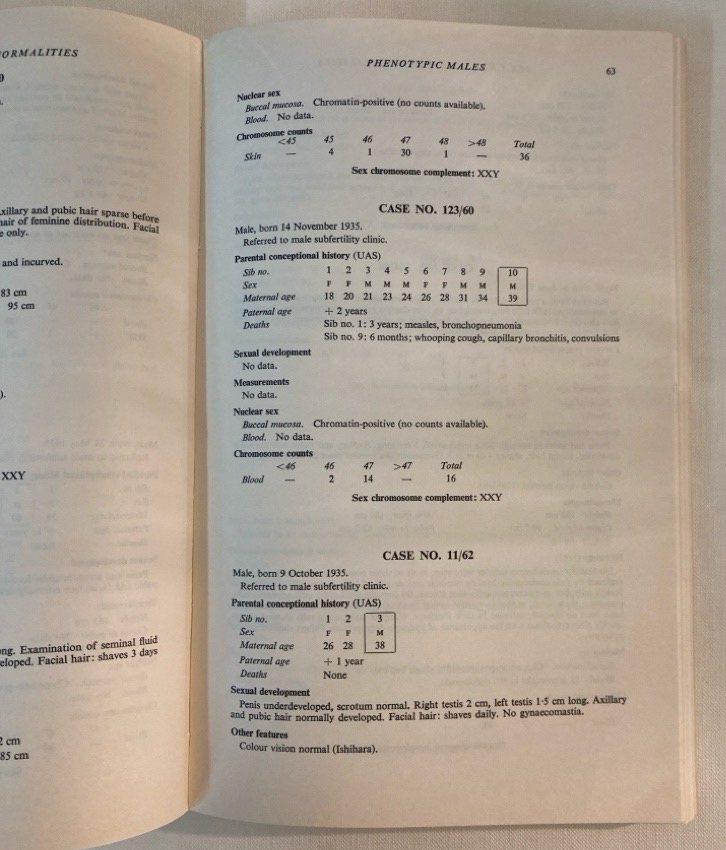 ORMALITIES
xillary and pubic hair sparse before
hair of feminine distribution. Facial
e only.
and incurved.
83 cm
95 cm
).
XXY
ong. Examination of seminal fluid
eloped. Facial hair: shaves 3 days
2 cm
85 cm
PHENOTYPIC MALES 63
Nuclear sex
Buccal mucosa. Chromatin-positive (no counts available).
Blood. No data.
Chromosome counts
<45 45 46 47 48 >48 Total
Skin — 4 1 30 1 — 36
Sex chromosome complement: XXY
CASE NO. 123/60
Male, born 14 November 1935.
Referred to male subfertility clinic.
Parental conceptional history (UAS)
Sib no. 1 2 3 4 5 6 7 8 9 10
Sex F F M M M F F M M M
Maternal age 18 20 21 23 24 26 28 31 34 39
Paternal age + 2 years
Deaths Sib no. 1: 3 years; measles, bronchopneumonia
Sib no. 9: 6 months; whooping cough, capillary bronchitis, convulsions
Sexual development
No data.
Measurements
No data.
Nuclear sex
Buccal mucosa. Chromatin-positive (no counts available).
Blood. No data.
Chromosome counts
<46 46 47 >47 Total
Blood — 2 14 — 16
Sex chromosome complement: XXY
CASE NO. 11/62
Male, born 9 October 1935.
Referred to male subfertility clinic.
Parental conceptional history (UAS)
Sib no. 1 2 3
Sex F F M
Maternal age 26 28 38
Paternal age + 1 year
Deaths None
Sexual development
Penis underdeveloped, scrotum normal. Right testis 2 cm, left testis 1·5 cm long. Axillary
and pubic hair normally developed. Facial hair: shaves daily. No gynaecomastia.
Other features
Colour vision normal (Ishihara).